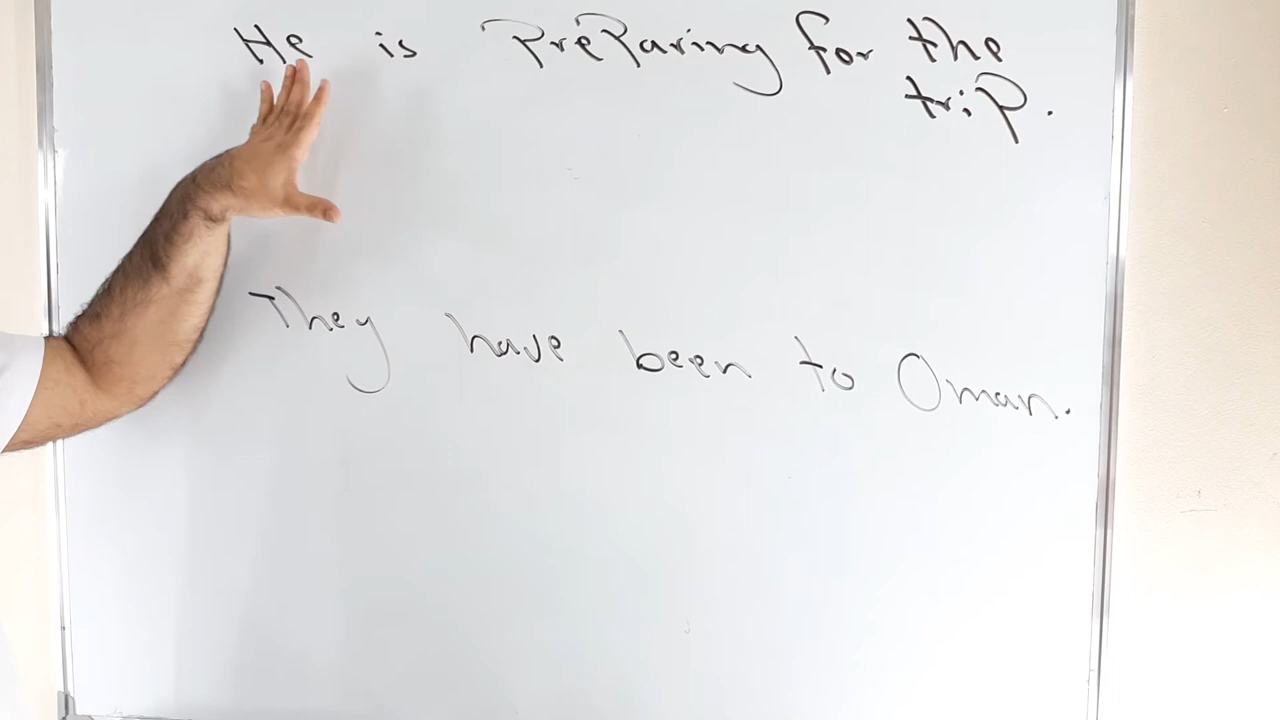 He is Preparing for the
trip.
They have been to Oman.